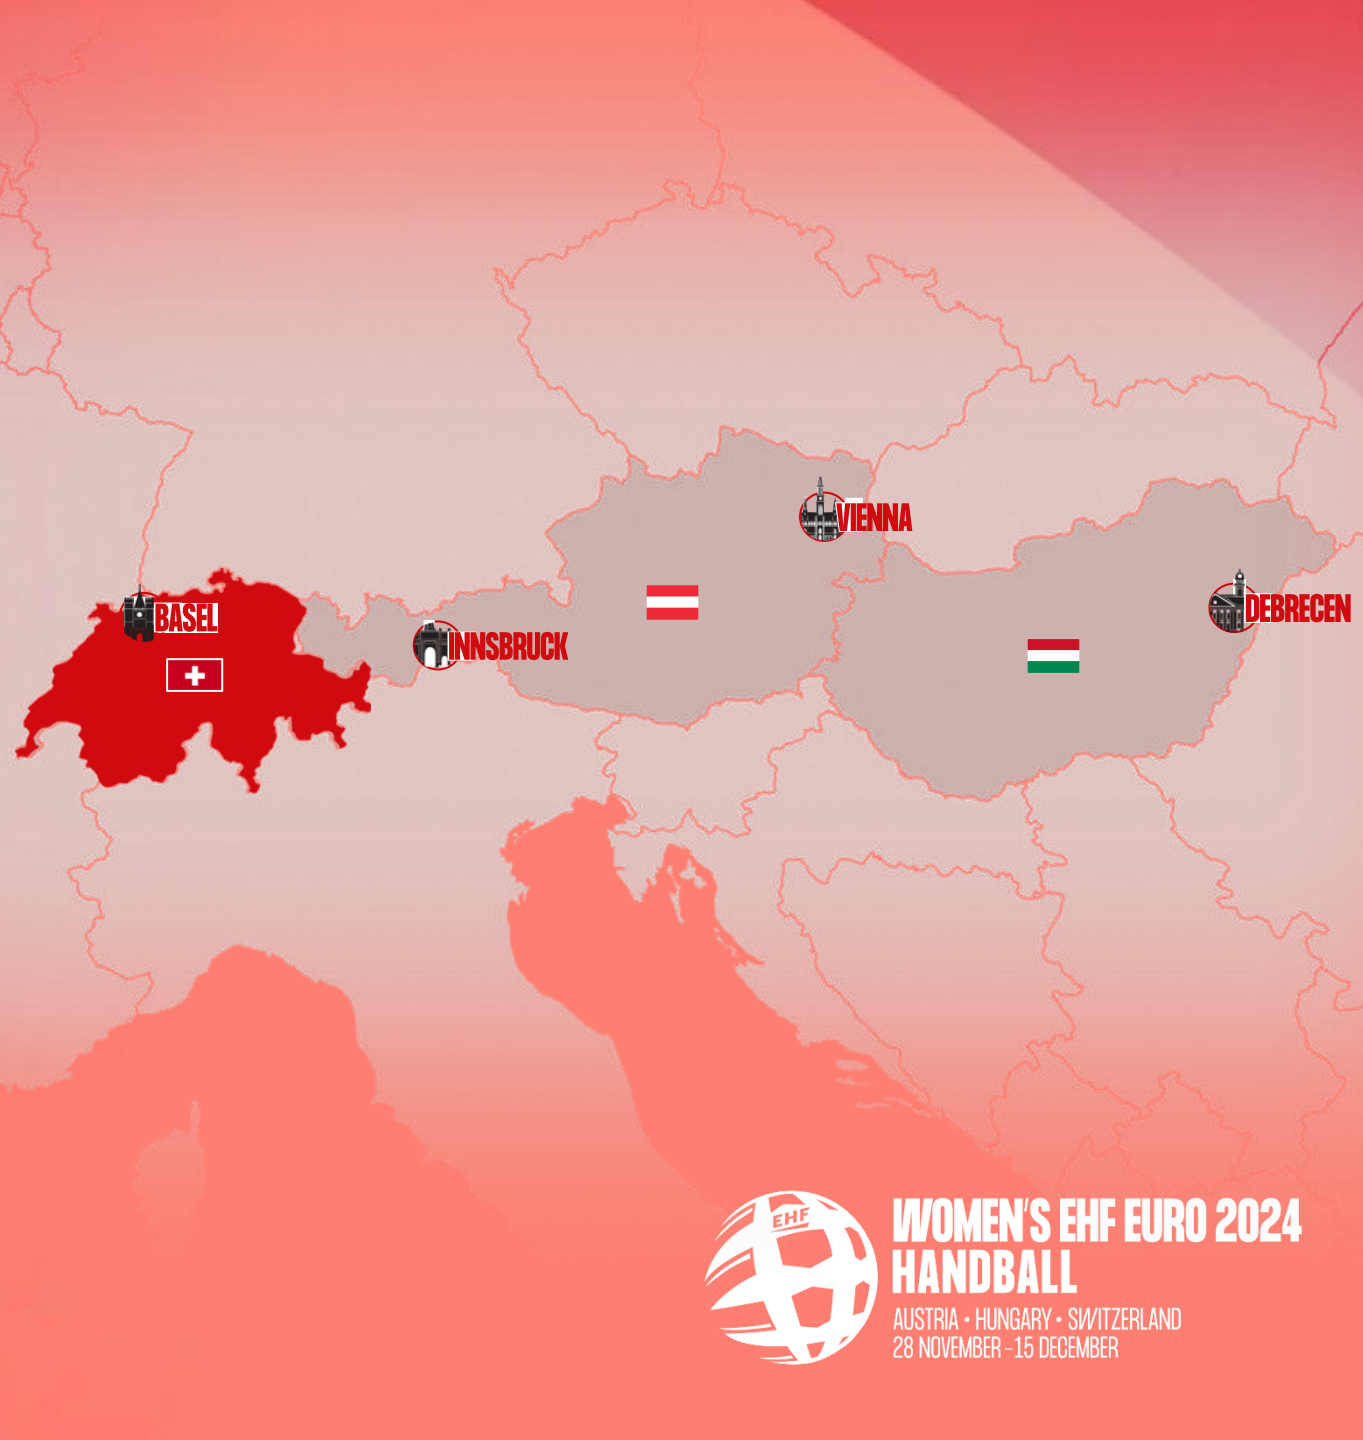 VIENNA
DEBRECEN
BASEL
INNSBRUCK
EHF
WOMEN'S EHF EURO 2024
HANDBALL
AUSTRIA • HUNGARY • SWITZERLAND
28 NOVEMBER – 15 DECEMBER